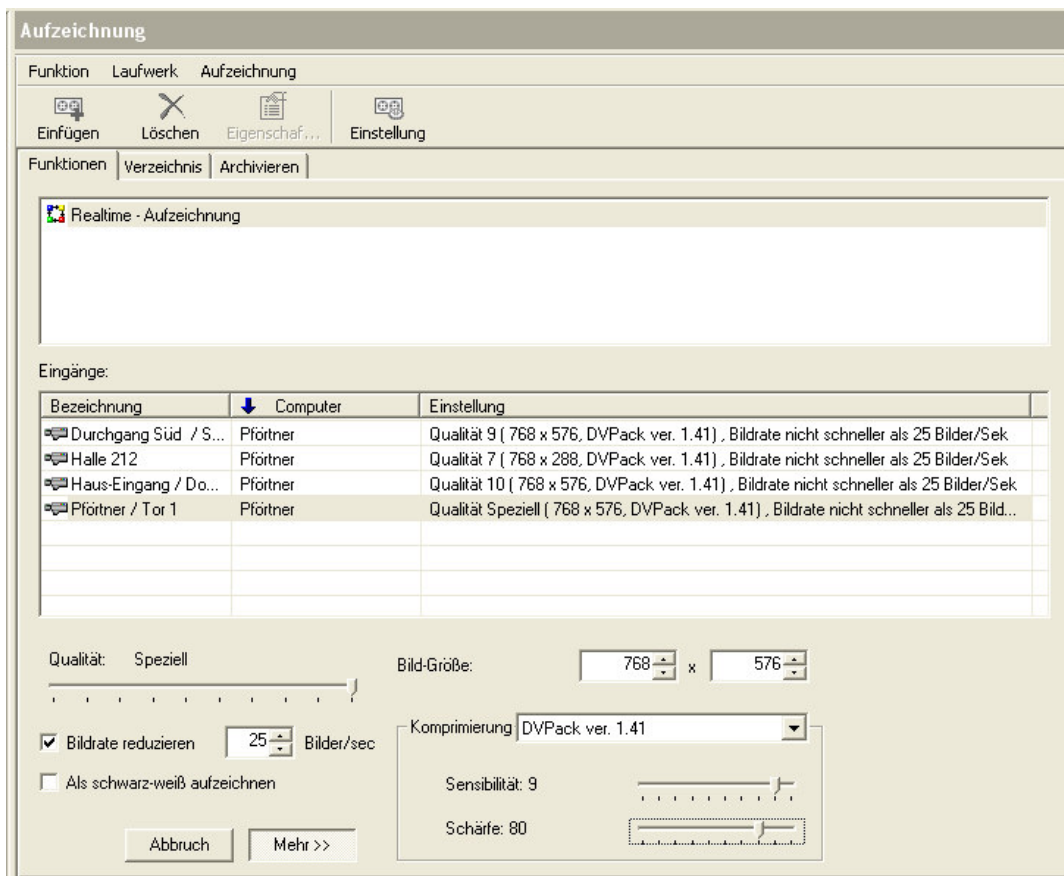 Aufzeichnung
Funktion Laufwerk Aufzeichnung
Einfügen Löschen Eigenschaf... Einstellung
Funktionen Verzeichnis Archivieren
Realtime - Aufzeichnung
Eingänge:
Bezeichnung Computer Einstellung
Durchgang Süd / S... Pförtner Qualität 9 ( 768 x 576, DVPack ver. 1.41) , Bildrate nicht schneller als 25 Bilder/Sek
Halle 212 Pförtner Qualität 7 ( 768 x 288, DVPack ver. 1.41) , Bildrate nicht schneller als 25 Bilder/Sek
Haus-Eingang / Do... Pförtner Qualität 10 ( 768 x 576, DVPack ver. 1.41) , Bildrate nicht schneller als 25 Bilder/Sek
Pförtner / Tor 1 Pförtner Qualität Speziell ( 768 x 576, DVPack ver. 1.41) , Bildrate nicht schneller als 25 Bild...
Qualität: Speziell Bild-Größe: 768 x 576
Bildrate reduzieren 25 Bilder/sec Komprimierung DVPack ver. 1.41
Als schwarz-weiß aufzeichnen Sensibilität: 9
Schärfe: 80
Abbruch Mehr >>